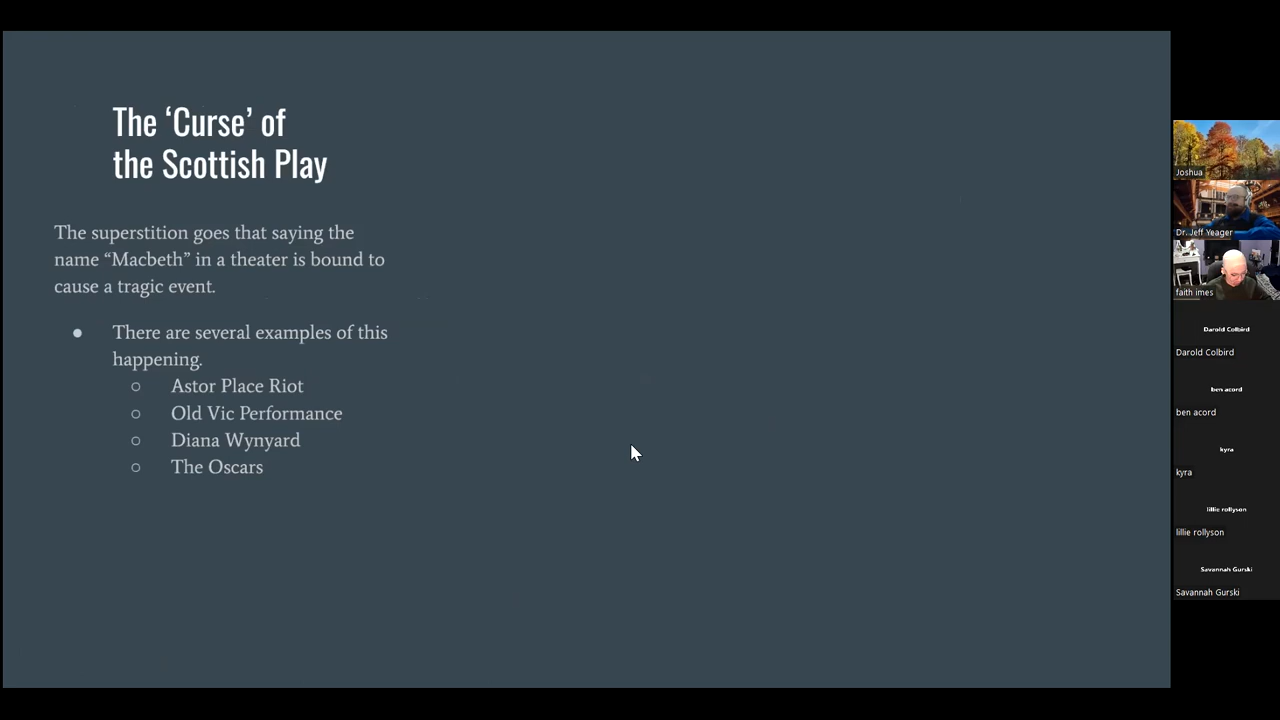 The ‘Curse’ of
the Scottish Play
The superstition goes that saying the
name “Macbeth” in a theater is bound to
cause a tragic event.
● There are several examples of this
happening.
○ Astor Place Riot
○ Old Vic Performance
○ Diana Wynyard
○ The Oscars
Joshua
Dr. Jeff Yeager
faith imes
Darold Colbird
Darold Colbird
ben acord
ben acord
kyra
kyra
lillie rollyson
lillie rollyson
Savannah Gurski
Savannah Gurski